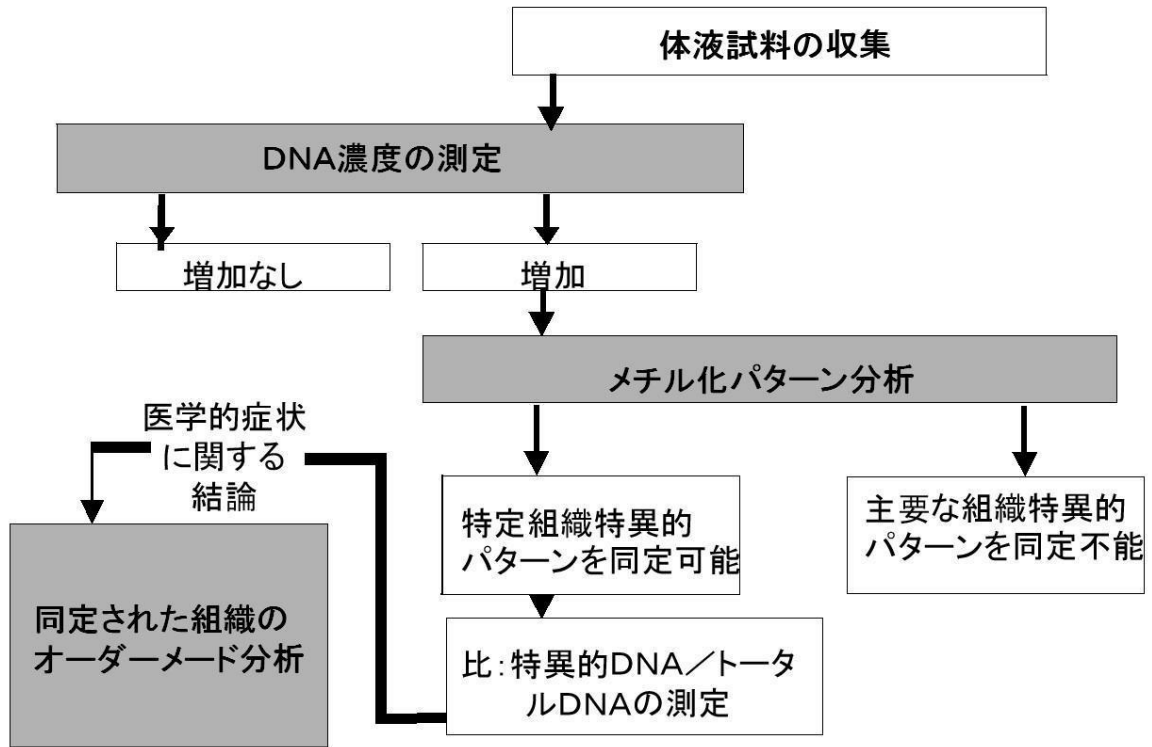 体液試料の収集
DNA濃度の測定
増加なし
増加
メチル化パターン分析
医学的症状
に関する
結論
特定組織特異的
パターンを同定可能
主要な組織特異的
パターンを同定不能
同定された組織の
オーダーメード分析
比：特異的DNA／トータ
ルDNAの測定